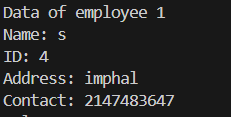 Data of employee 1
Name: s
ID: 4
Address: imphal
Contact: 2147483647